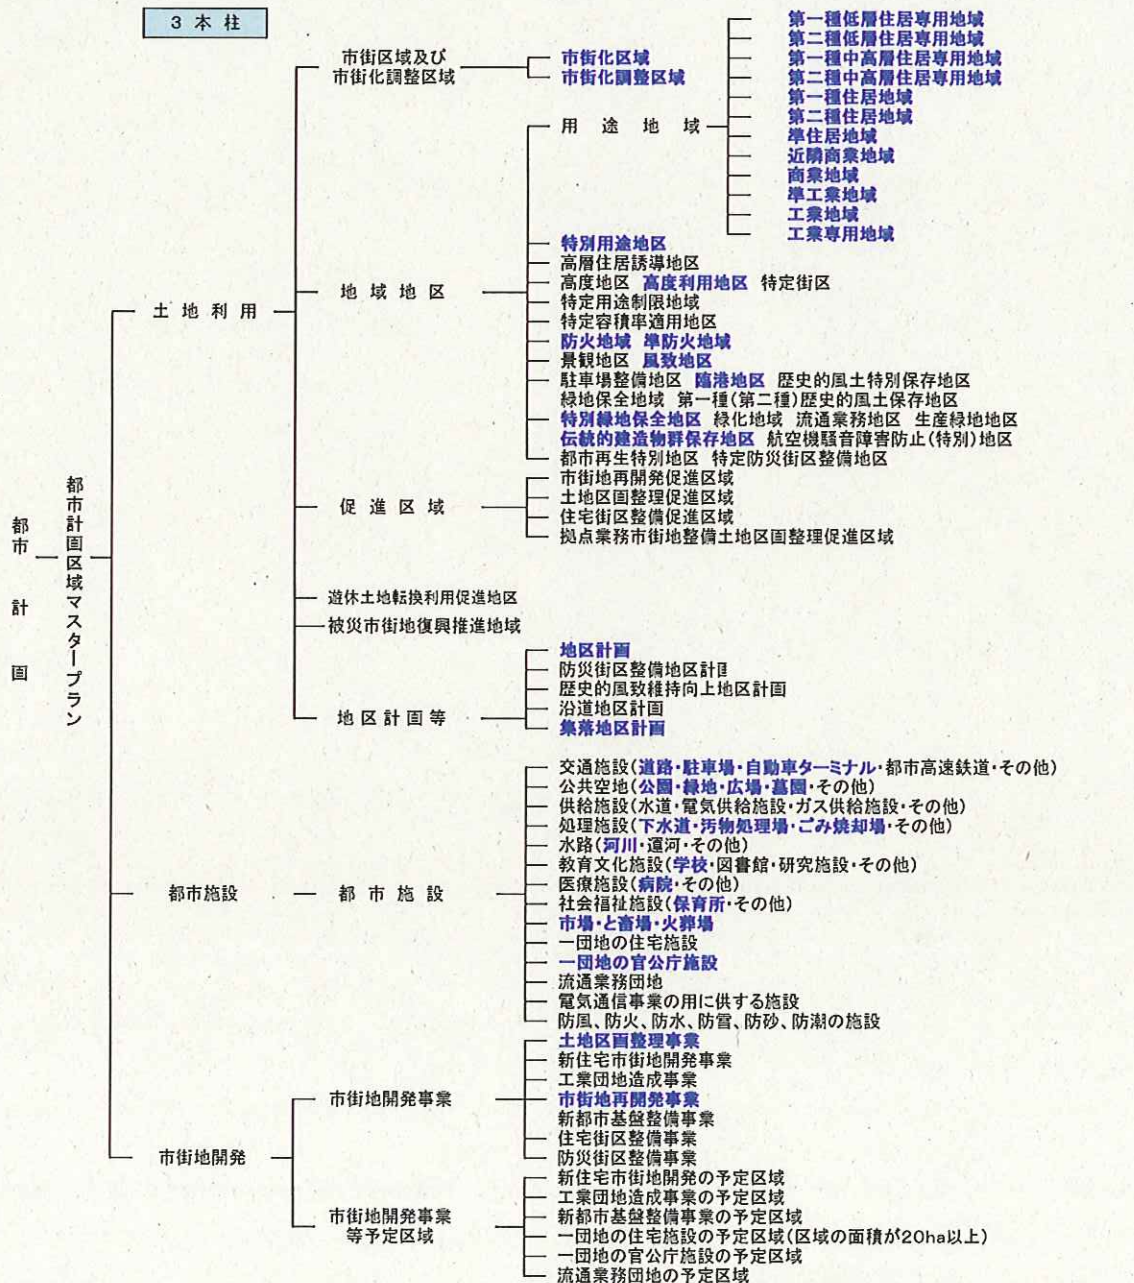 3 本 柱
都市計画
都市計画区域マスタープラン
土地利用
市街区域及び
市街化調整区域
市街化区域
市街化調整区域
地域地区
用途地域
第一種低層住居専用地域
第二種低層住居専用地域
第一種中高層住居専用地域
第二種中高層住居専用地域
第一種住居地域
第二種住居地域
準住居地域
近隣商業地域
商業地域
準工業地域
工業地域
工業専用地域
特別用途地区
高層住居誘導地区
高度地区 高度利用地区 特定街区
特定用途制限地域
特定容積率適用地区
防火地域 準防火地域
景観地区 風致地区
駐車場整備地区 臨港地区 歴史的風土特別保存地区
緑地保全地域 第一種(第二種)歴史的風土保存地区
特別緑地保全地区 緑化地域 流通業務地区 生産緑地地区
伝統的建造物群保存地区 航空機騒音障害防止(特別)地区
都市再生特別地区 特定防災街区整備地区
促進区域
市街地再開発促進区域
土地区画整理促進区域
住宅街区整備促進区域
拠点業務市街地整備土地区画整理促進区域
遊休土地転換利用促進地区
被災市街地復興推進地域
地区計画等
地区計画
防災街区整備地区計画
歴史的風致維持向上地区計画
沿道地区計画
集落地区計画
都市施設
都市施設
交通施設(道路・駐車場・自動車ターミナル・都市高速鉄道・その他)
公共空地(公園・緑地・広場・墓園・その他)
供給施設(水道・電気供給施設・ガス供給施設・その他)
処理施設(下水道・汚物処理場・ごみ焼却場・その他)
水路(河川・運河・その他)
教育文化施設(学校・図書館・研究施設・その他)
医療施設(病院・その他)
社会福祉施設(保育所・その他)
市場・と畜場・火葬場
一団地の住宅施設
一団地の官公庁施設
流通業務団地
電気通信事業の用に供する施設
防風、防火、防水、防雪、防砂、防潮の施設
市街地開発
市街地開発事業
土地区画整理事業
新住宅市街地開発事業
工業団地造成事業
市街地再開発事業
新都市基盤整備事業
住宅街区整備事業
防災街区整備事業
市街地開発事業
等予定区域
新住宅市街地開発の予定区域
工業団地造成事業の予定区域
新都市基盤整備事業の予定区域
一団地の住宅施設の予定区域(区域の面積が20ha以上)
一団地の官公庁施設の予定区域
流通業務団地の予定区域